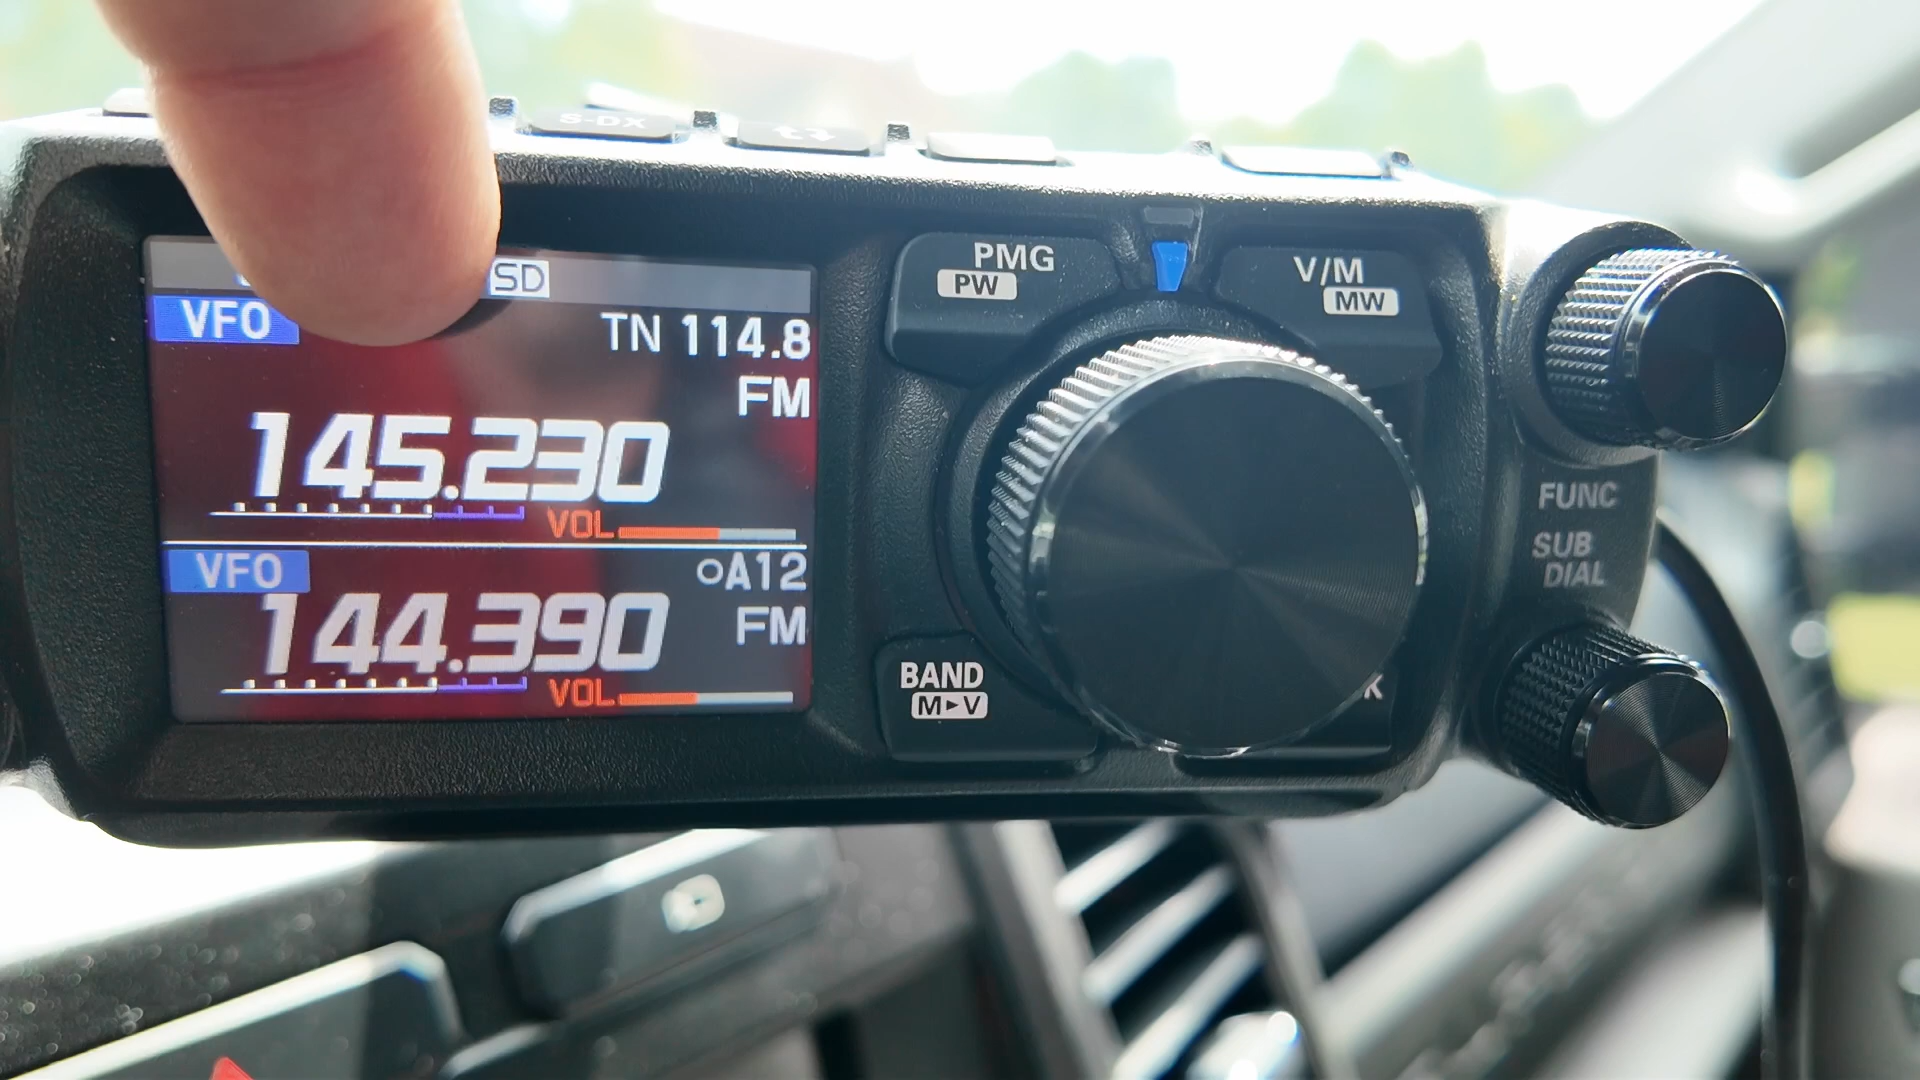 S-DX
SD
VFO
TN 114.8
FM
145.230
VOL
VFO
A12
144.390
FM
VOL
PMG
PW
V/M
MW
BAND
M▸V
K
FUNC
SUB
DIAL